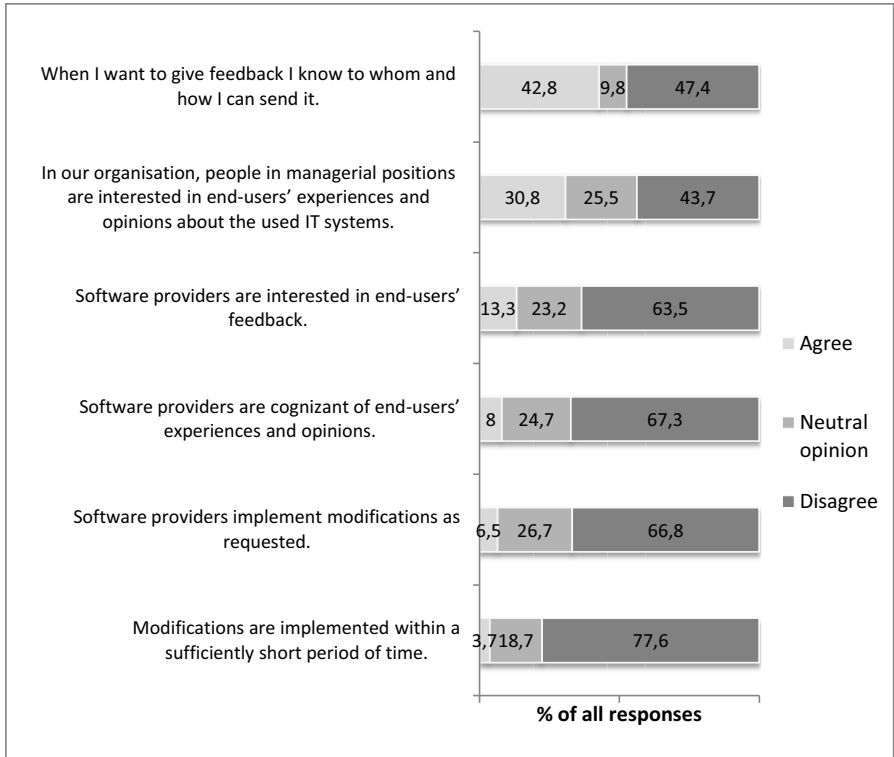 When I want to give feedback I know to whom and
how I can send it.
42,8 9,8 47,4
In our organisation, people in managerial positions
are interested in end-users’ experiences and
opinions about the used IT systems.
30,8 25,5 43,7
Software providers are interested in end-users’
feedback.
13,3 23,2 63,5
Software providers are cognizant of end-users’
experiences and opinions.
8 24,7 67,3
Software providers implement modifications as
requested.
6,5 26,7 66,8
Modifications are implemented within a
sufficiently short period of time.
3,7 18,7 77,6
% of all responses
Agree
Neutral
opinion
Disagree